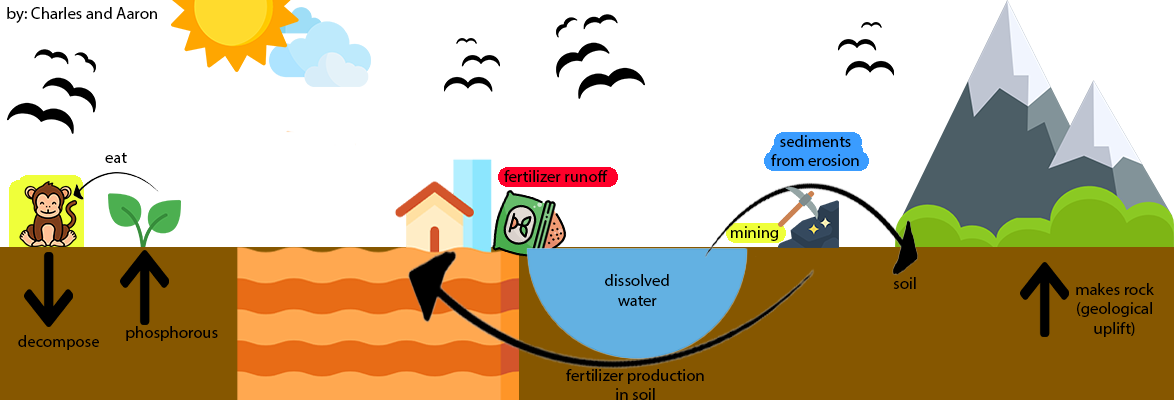 by: Charles and Aaron
eat
decompose
phosphorous
fertilizer runoff
dissolved
water
fertilizer production
in soil
mining
sediments
from erosion
soil
makes rock
(geological
uplift)